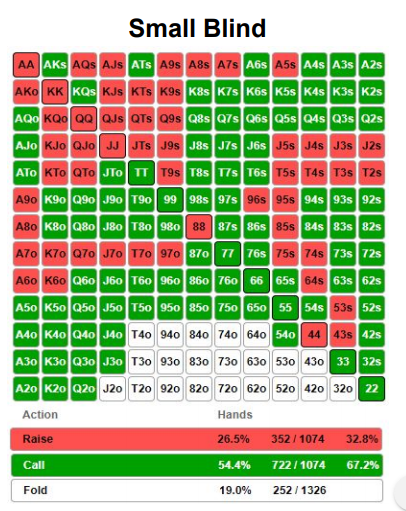 Small Blind
AA AKs AQs AJs ATs A9s A8s A7s A6s A5s A4s A3s A2s
AKo KK KQs KJs KTs K9s K8s K7s K6s K5s K4s K3s K2s
AQo KQo QQ QJs QTs Q9s Q8s Q7s Q6s Q5s Q4s Q3s Q2s
AJo KJo QJo JJ JTs J9s J8s J7s J6s J5s J4s J3s J2s
ATo KTo QTo JTo TT T9s T8s T7s T6s T5s T4s T3s T2s
A9o K9o Q9o J9o T9o 99 98s 97s 96s 95s 94s 93s 92s
A8o K8o Q8o J8o T8o 98o 88 87s 86s 85s 84s 83s 82s
A7o K7o Q7o J7o T7o 97o 87o 77 76s 75s 74s 73s 72s
A6o K6o Q6o J6o T6o 96o 86o 76o 66 65s 64s 63s 62s
A5o K5o Q5o J5o T5o 95o 85o 75o 65o 55 54s 53s 52s
A4o K4o Q4o J4o T4o 94o 84o 74o 64o 54o 44 43s 42s
A3o K3o Q3o J3o T3o 93o 83o 73o 63o 53o 43o 33 32s
A2o K2o Q2o J2o T2o 92o 82o 72o 62o 52o 42o 32o 22
Action Hands
Raise 26.5% 352 / 1074 32.8%
Call 54.4% 722 / 1074 67.2%
Fold 19.0% 252 / 1326